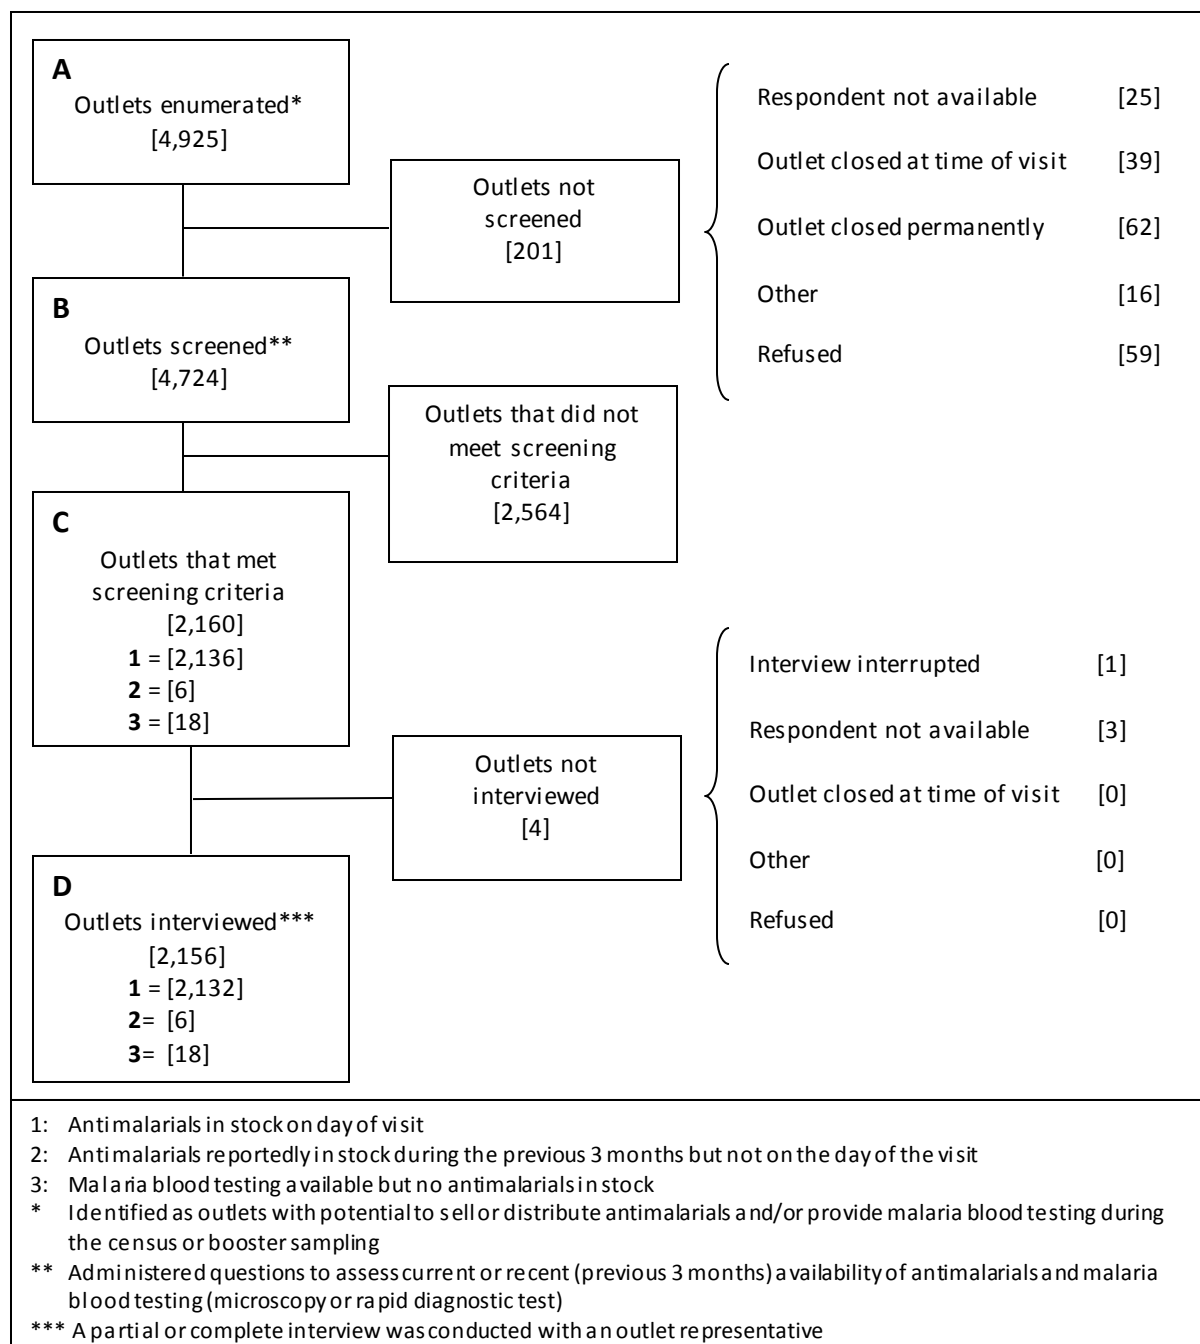 A
Outlets enumerated*
[4,925]
Outlets not
screened
[201]
Respondent not available [25]
Outlet closed at time of visit [39]
Outlet closed permanently [62]
Other [16]
Refused [59]
B
Outlets screened**
[4,724]
Outlets that did not
meet screening
criteria
[2,564]
C
Outlets that met
screening criteria
[2,160]
1 = [2,136]
2 = [6]
3 = [18]
Outlets not
interviewed
[4]
Interview interrupted [1]
Respondent not available [3]
Outlet closed at time of visit [0]
Other [0]
Refused [0]
D
Outlets interviewed***
[2,156]
1 = [2,132]
2= [6]
3= [18]
1: Antimalarials in stock on day of visit
2: Antimalarials reportedly in stock during the previous 3 months but not on the day of the visit
3: Malaria blood testing available but no antimalarials in stock
* Identified as outlets with potential to sell or distribute antimalarials and/or provide malaria blood testing during
the census or booster sampling
** Administered questions to assess current or recent (previous 3 months) availability of antimalarials and malaria
blood testing (microscopy or rapid diagnostic test)
*** A partial or complete interview was conducted with an outlet representative